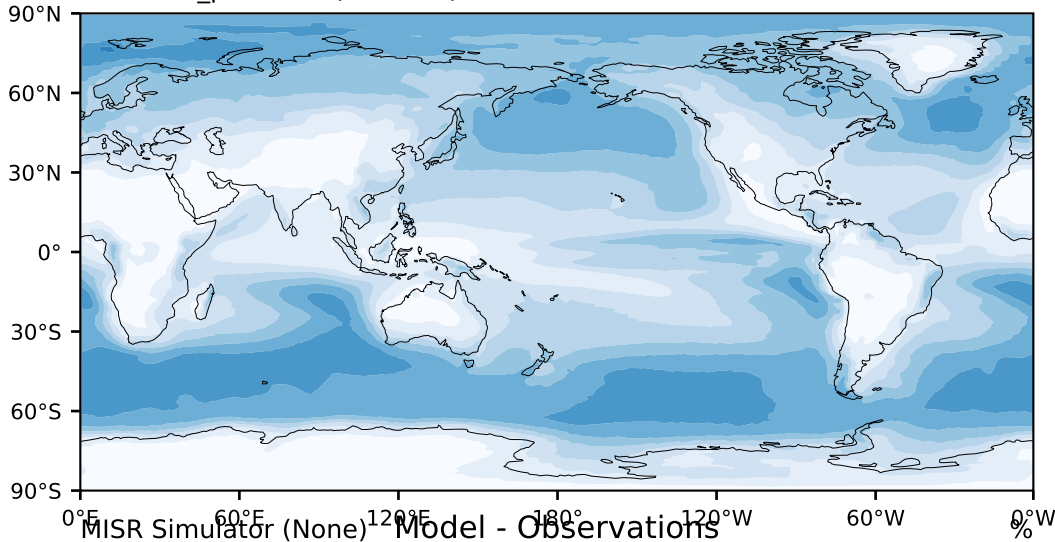 90°N
60°N
30°N
0°
30°S
60°S
90°S
0°E 60°E 120°E 180°W 120°W 60°W 0°W
MISR Simulator (None) Model - Observations %